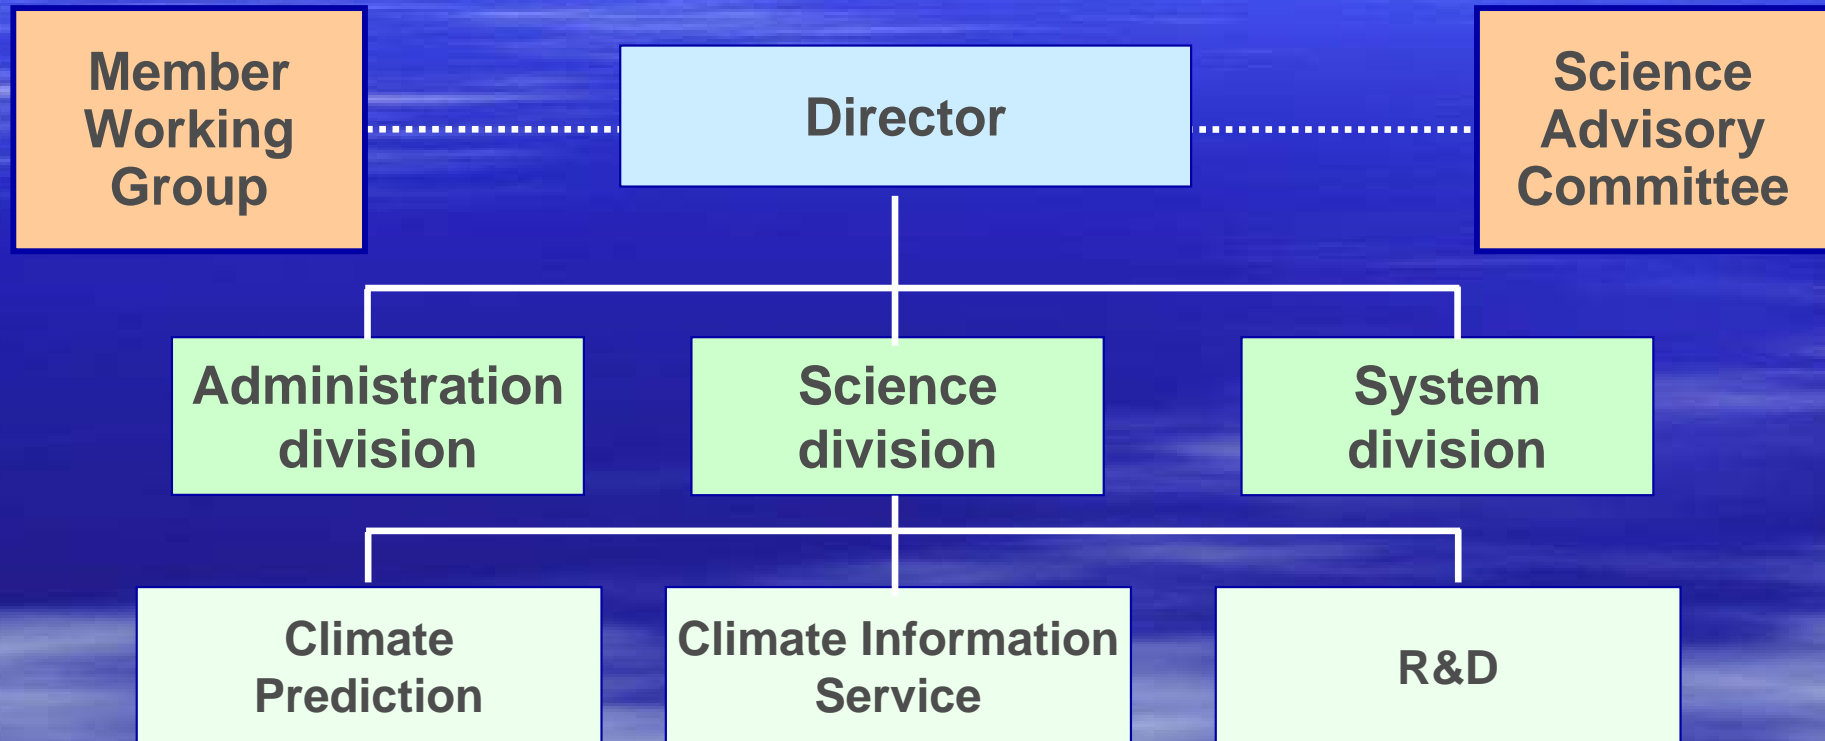 Member
Working
Group
Director
Science
Advisory
Committee
Administration
division
Science
division
System
division
Climate
Prediction
Climate Information
Service
R&D